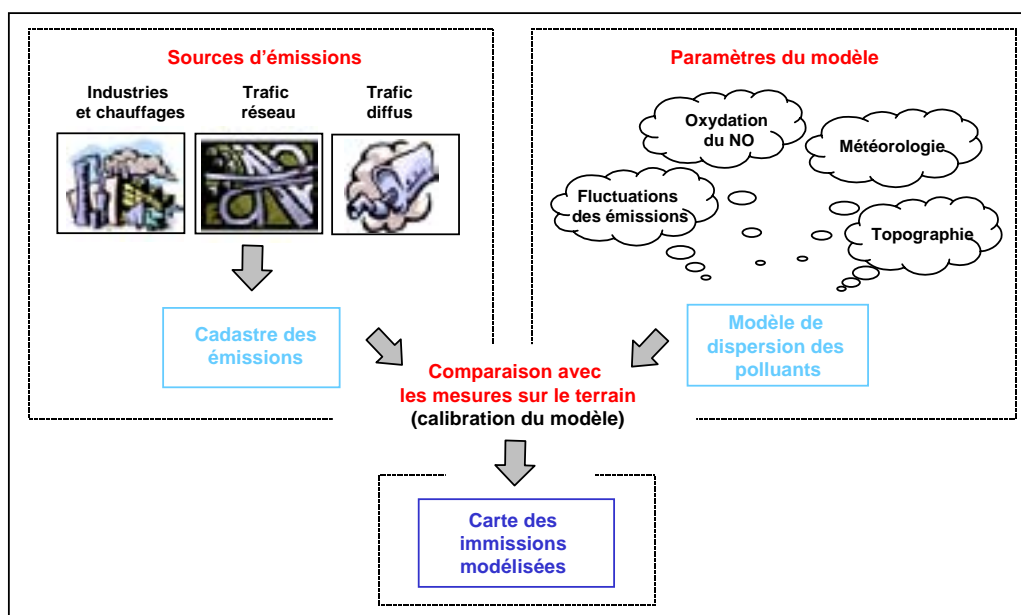 Sources d'émissions
Industries
et chauffages
Trafic
réseau
Trafic
diffus
Cadastre des
émissions
Paramètres du modèle
Oxydation
du NO
Météorologie
Fluctuations
des émissions
Topographie
Modèle de
dispersion des
polluants
Comparaison avec
les mesures sur le terrain
(calibration du modèle)
Carte des
immissions
modélisées